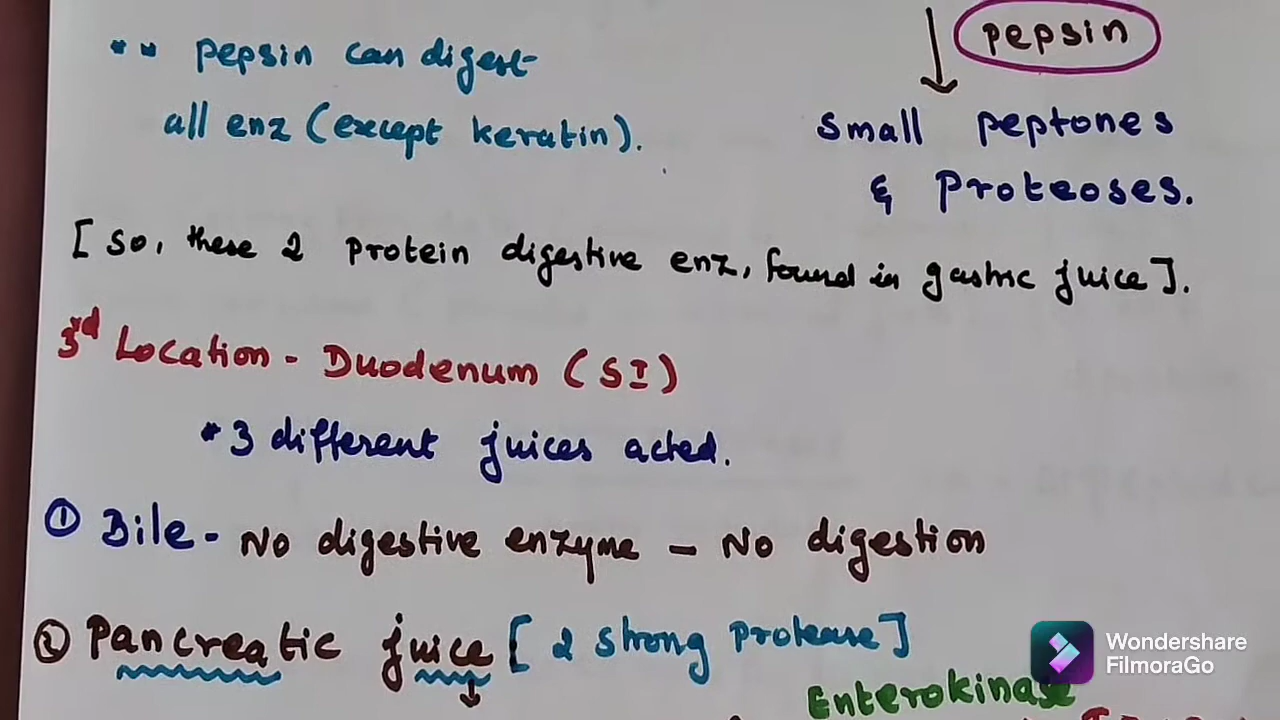 pepsin
" " pepsin can digest
all enz (except keratin).
small peptones
& Proteoses.
[ so, these 2 protein digestive enz, found in gastric juice ].
3rd Location - Duodenum (SI)
* 3 different juices acted.
① Bile - No digestive enzyme - No digestion
② Pancreatic juice [ 2 strong protease ]
Wondershare
FilmoraGo
Enterokinase